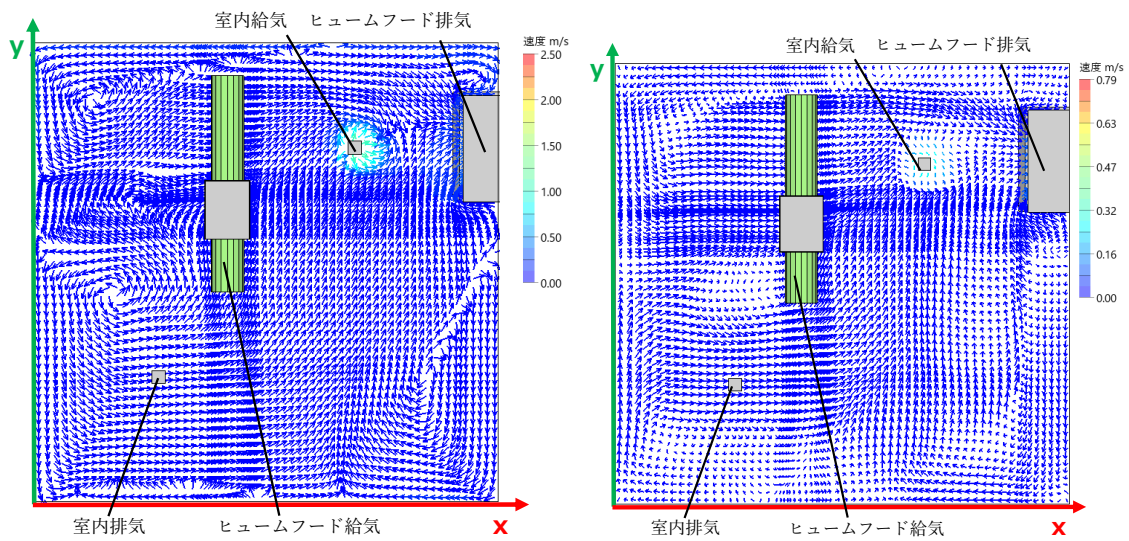 室内給気 ヒュームフード排気
y
速度 m/s
2.50
2.00
1.50
1.00
0.50
0.00
室内排気 ヒュームフード給気 x
室内給気 ヒュームフード排気
y
速度 m/s
0.79
0.63
0.47
0.32
0.16
0.00
室内排気 ヒュームフード給気 x